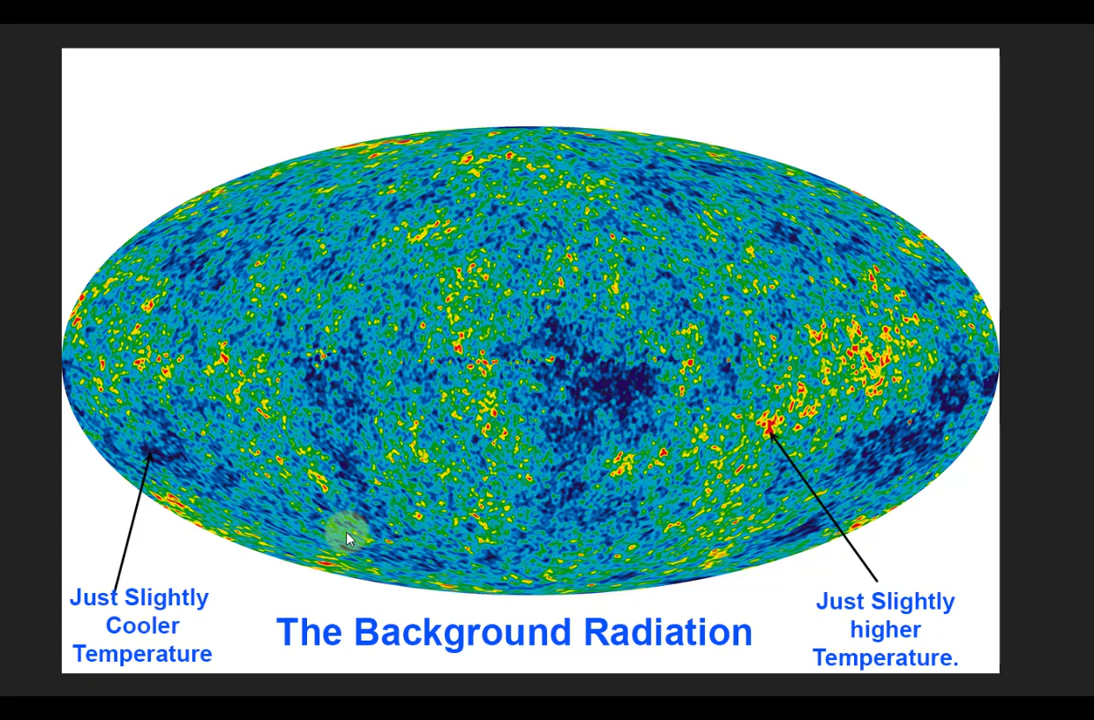 Just Slightly
Cooler
Temperature
The Background Radiation
Just Slightly
higher
Temperature.